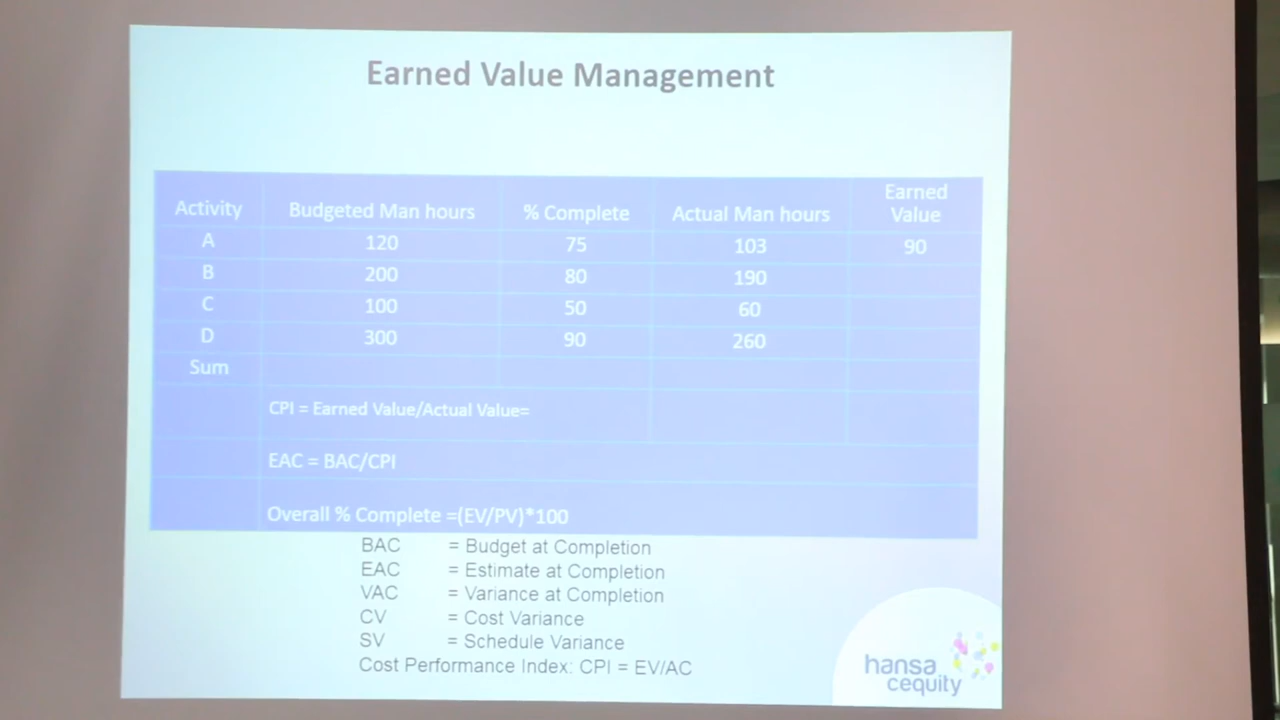 Earned Value Management
Activity Budgeted Man hours % Complete Actual Man hours Earned Value
A 120 75 103 90
B 200 80 190
C 100 50 60
D 300 90 260
Sum
CPI = Earned Value/Actual Value=
EAC = BAC/CPI
Overall % Complete =(EV/PV)*100
BAC = Budget at Completion
EAC = Estimate at Completion
VAC = Variance at Completion
CV = Cost Variance
SV = Schedule Variance
Cost Performance Index: CPI = EV/AC
hansa
cequity